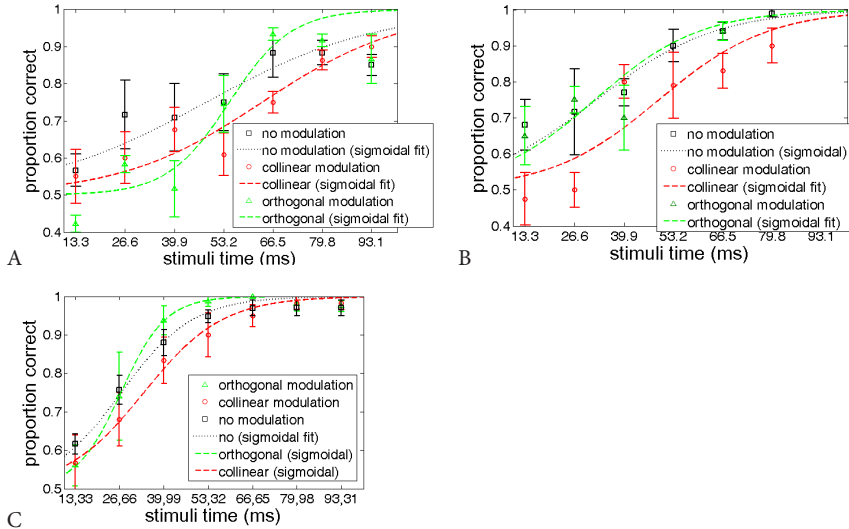 1
0.9
0.8
0.7
0.6
0.5
0.4
proportion correct
no modulation
no modulation (sigmoidal fit)
collinear modulation
collinear (sigmoidal fit)
orthogonal modulation
orthogonal (sigmoidal fit)
13.3 26.6 39.9 53.2 66.5 79.8 93.1
stimuli time (ms)
A
1
0.9
0.8
0.7
0.6
0.5
0.4
proportion correct
no modulation
no modulation (sigmoidal)
collinear modulation
collinear (sigmoidal fit)
orthogonal modulation
orthogonal (sigmoidal fit)
13.3 26.6 39.9 53.2 66.5 79.8 93.1
stimuli time (ms)
B
1
0.9
0.8
0.7
0.6
0.5
proportion correct
orthogonal modulation
collinear modulation
no modulation
no (sigmoidal fit)
orthogonal (sigmoidal)
collinear (sigmoidal)
13,33 26,66 39,99 53,32 66,65 79,98 93,31
stimuli time (ms)
C